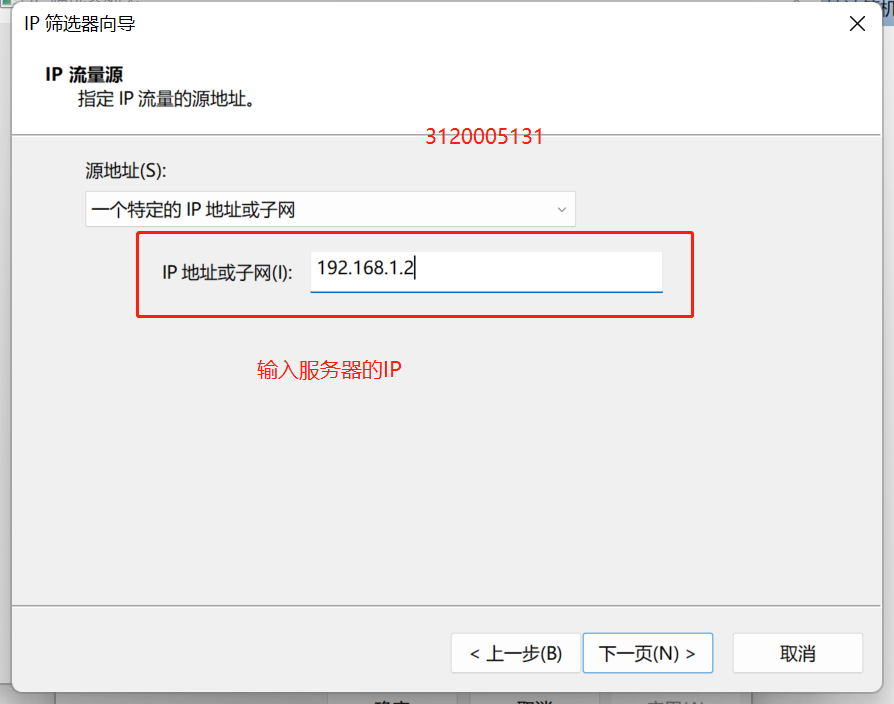 IP 筛选器向导
IP 流量源
指定 IP 流量的源地址。
3120005131
源地址(S):
一个特定的 IP 地址或子网
IP 地址或子网(I):
192.168.1.2
输入服务器的IP
< 上一步(B)
下一页(N) >
取消